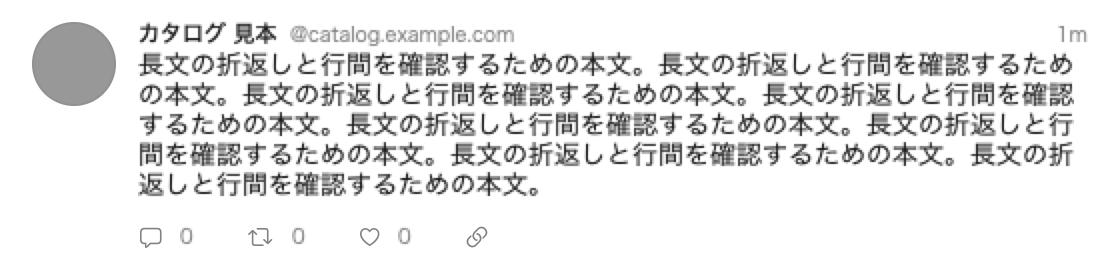 カタログ 見本 @catalog.example.com 1m
長文の折返しと行間を確認するための本文。長文の折返しと行間を確認するため
の本文。長文の折返しと行間を確認するための本文。長文の折返しと行間を確認
するための本文。長文の折返しと行間を確認するための本文。長文の折返しと行
間を確認するための本文。長文の折返しと行間を確認するための本文。長文の折
返しと行間を確認するための本文。
0 0 0